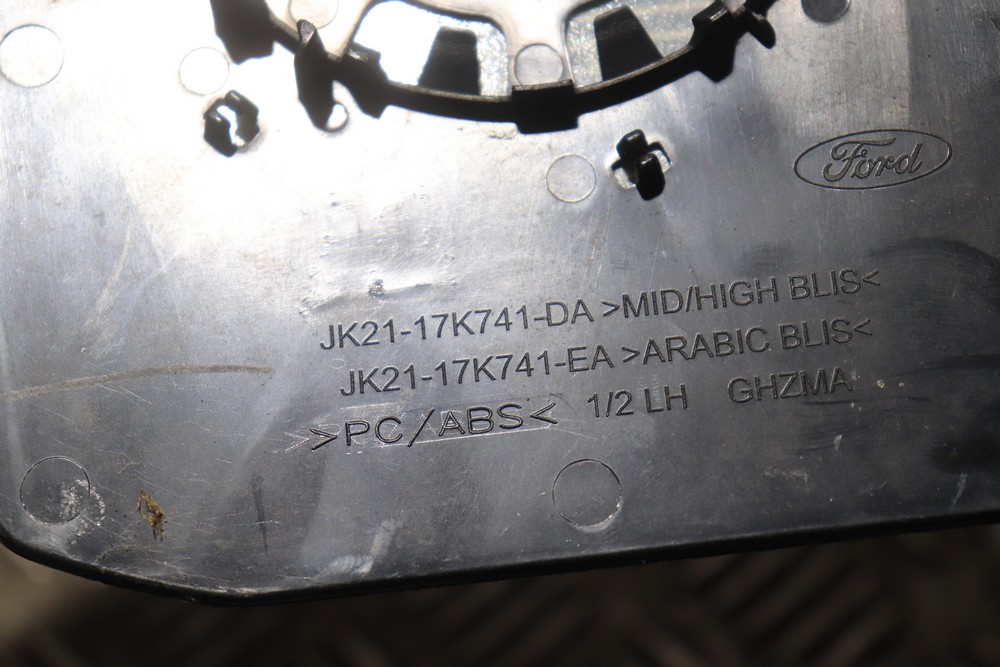 Ford
JK21-17K741-DA >MID/HIGH BLIS<
JK21-17K741-EA >ARABIC BLIS<
>PC/ABS< 1/2 LH GHZMA